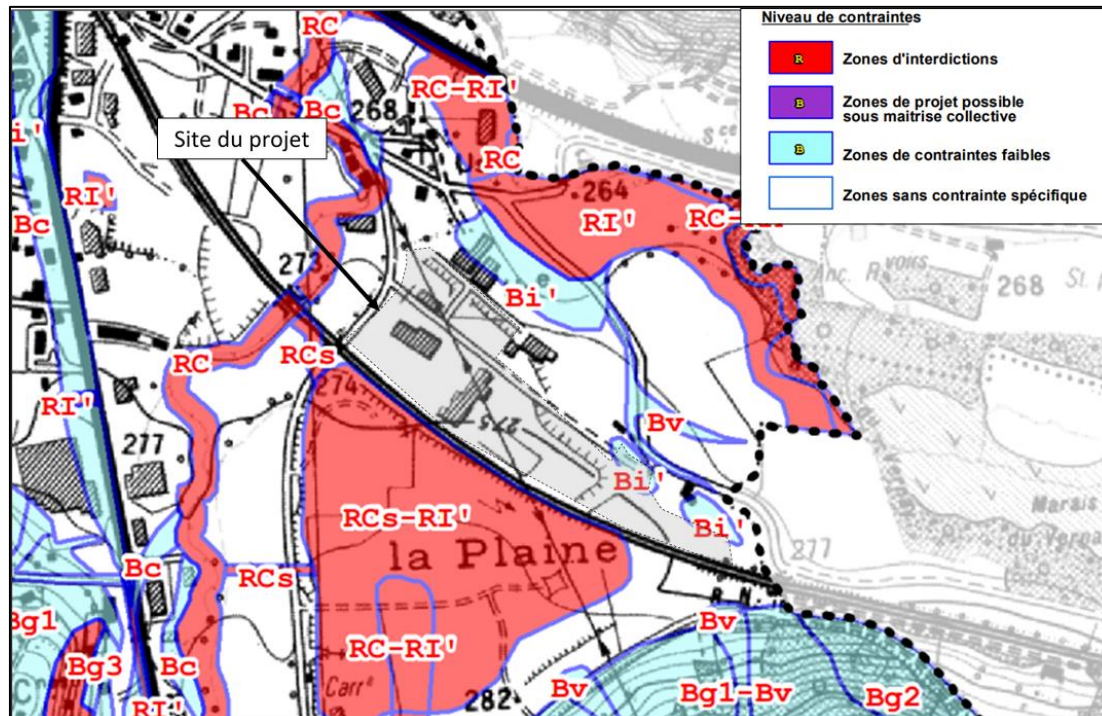 Niveau de contraintes
R Zones d'interdictions
B Zones de projet possible
sous maitrise collective
B Zones de contraintes faibles
Zones sans contrainte spécifique
RC
RC-RI'
Bc
Bc
268
Site du projet
RC
264
RI'
i'
RI'
Bc
273
Bi'
268
RC
RCs
274
275
RI'
277
Bv
Bi'
Bi'
RCs-RI'
la Plaine
Marais
277
Bc
RCs
Bg1
Bg3
Bc
RI'
RC-RI'
282
Bv
Bv
Bg1-Bv
Bg2